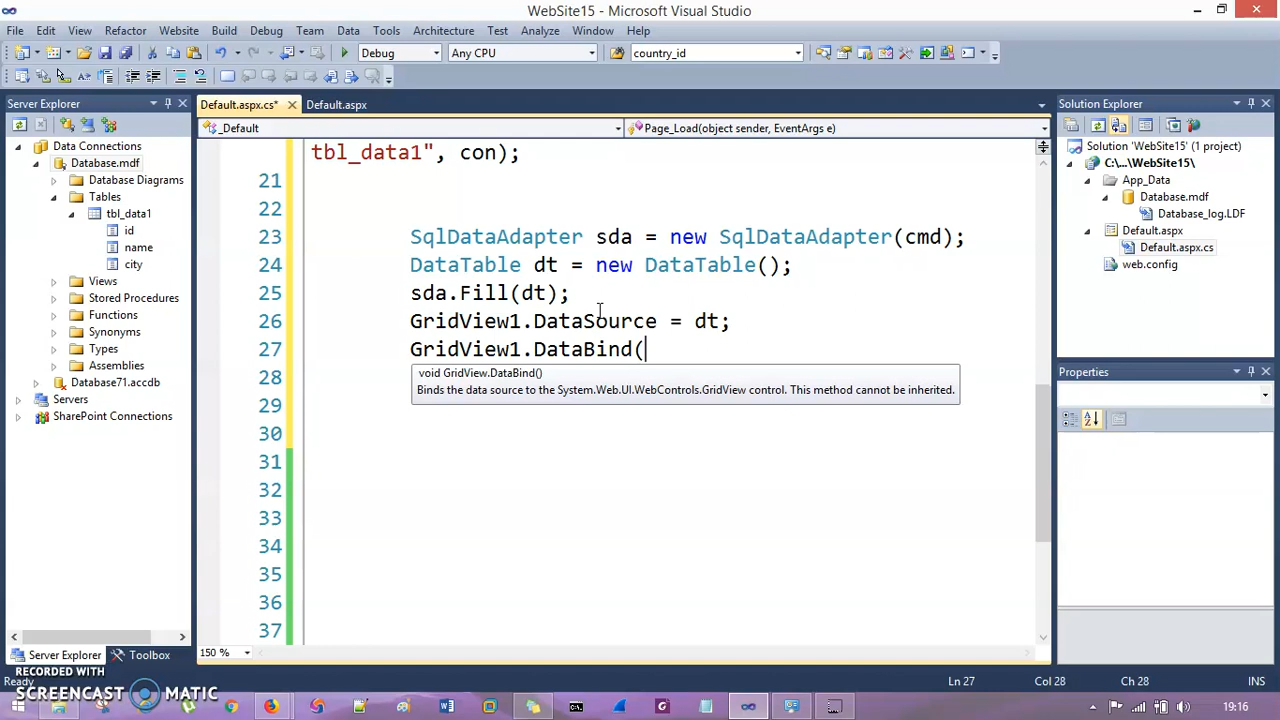 WebSite15 - Microsoft Visual Studio
File Edit View Refactor Website Build Debug Team Data Tools Architecture Test Analyze Window Help
Debug Any CPU country_id
Server Explorer
Data Connections
Database.mdf
Database Diagrams
Tables
tbl_data1
id
name
city
Views
Stored Procedures
Functions
Synonyms
Types
Assemblies
Database71.accdb
Servers
SharePoint Connections
Server Explorer Toolbox
Default.aspx.cs* Default.aspx
_Default Page_Load(object sender, EventArgs e)
tbl_data1", con);
21
22
23 SqlDataAdapter sda = new SqlDataAdapter(cmd);
24 DataTable dt = new DataTable();
25 sda.Fill(dt);
26 GridView1.DataSource = dt;
27 GridView1.DataBind(
void GridView.DataBind()
Binds the data source to the System.Web.UI.WebControls.GridView control. This method cannot be inherited.
28
29
30
31
32
33
34
35
36
37
150 %
Solution Explorer
Solution 'WebSite15' (1 project)
C:\...\WebSite15\
App_Data
Database.mdf
Database_log.LDF
Default.aspx
Default.aspx.cs
web.config
Properties
Ready Ln 27 Col 28 Ch 28 INS
RECORDED WITH
SCREENCAST MATIC
19:16